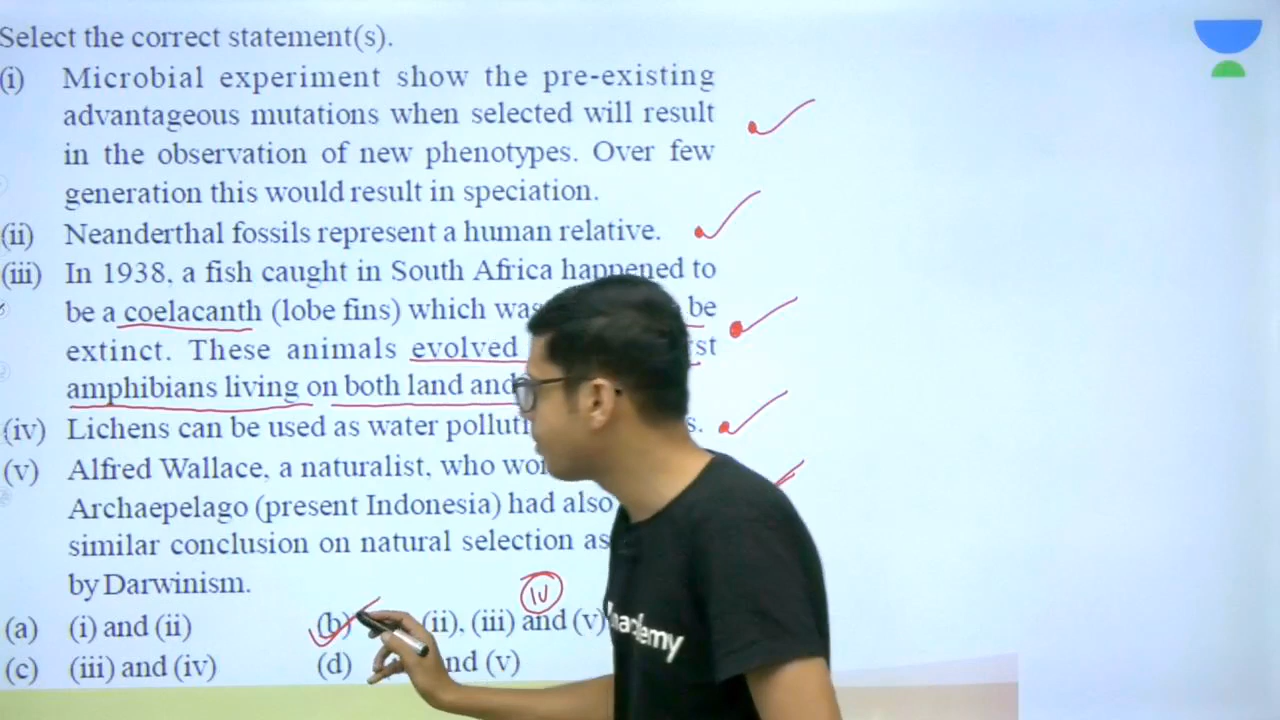 Select the correct statement(s).
(i) Microbial experiment show the pre-existing
advantageous mutations when selected will result
in the observation of new phenotypes. Over few
generation this would result in speciation.
(ii) Neanderthal fossils represent a human relative.
(iii) In 1938, a fish caught in South Africa happened to
be a coelacanth (lobe fins) which was be
extinct. These animals evolved
amphibians living on both land and
(iv) Lichens can be used as water
(v) Alfred Wallace, a naturalist, who
Archaepelago (present Indonesia) had also
similar conclusion on natural selection as
by Darwinism.
IV
(a) (i) and (ii) (b) (ii), (iii) and (v)
(c) (iii) and (iv) (d) and (v)